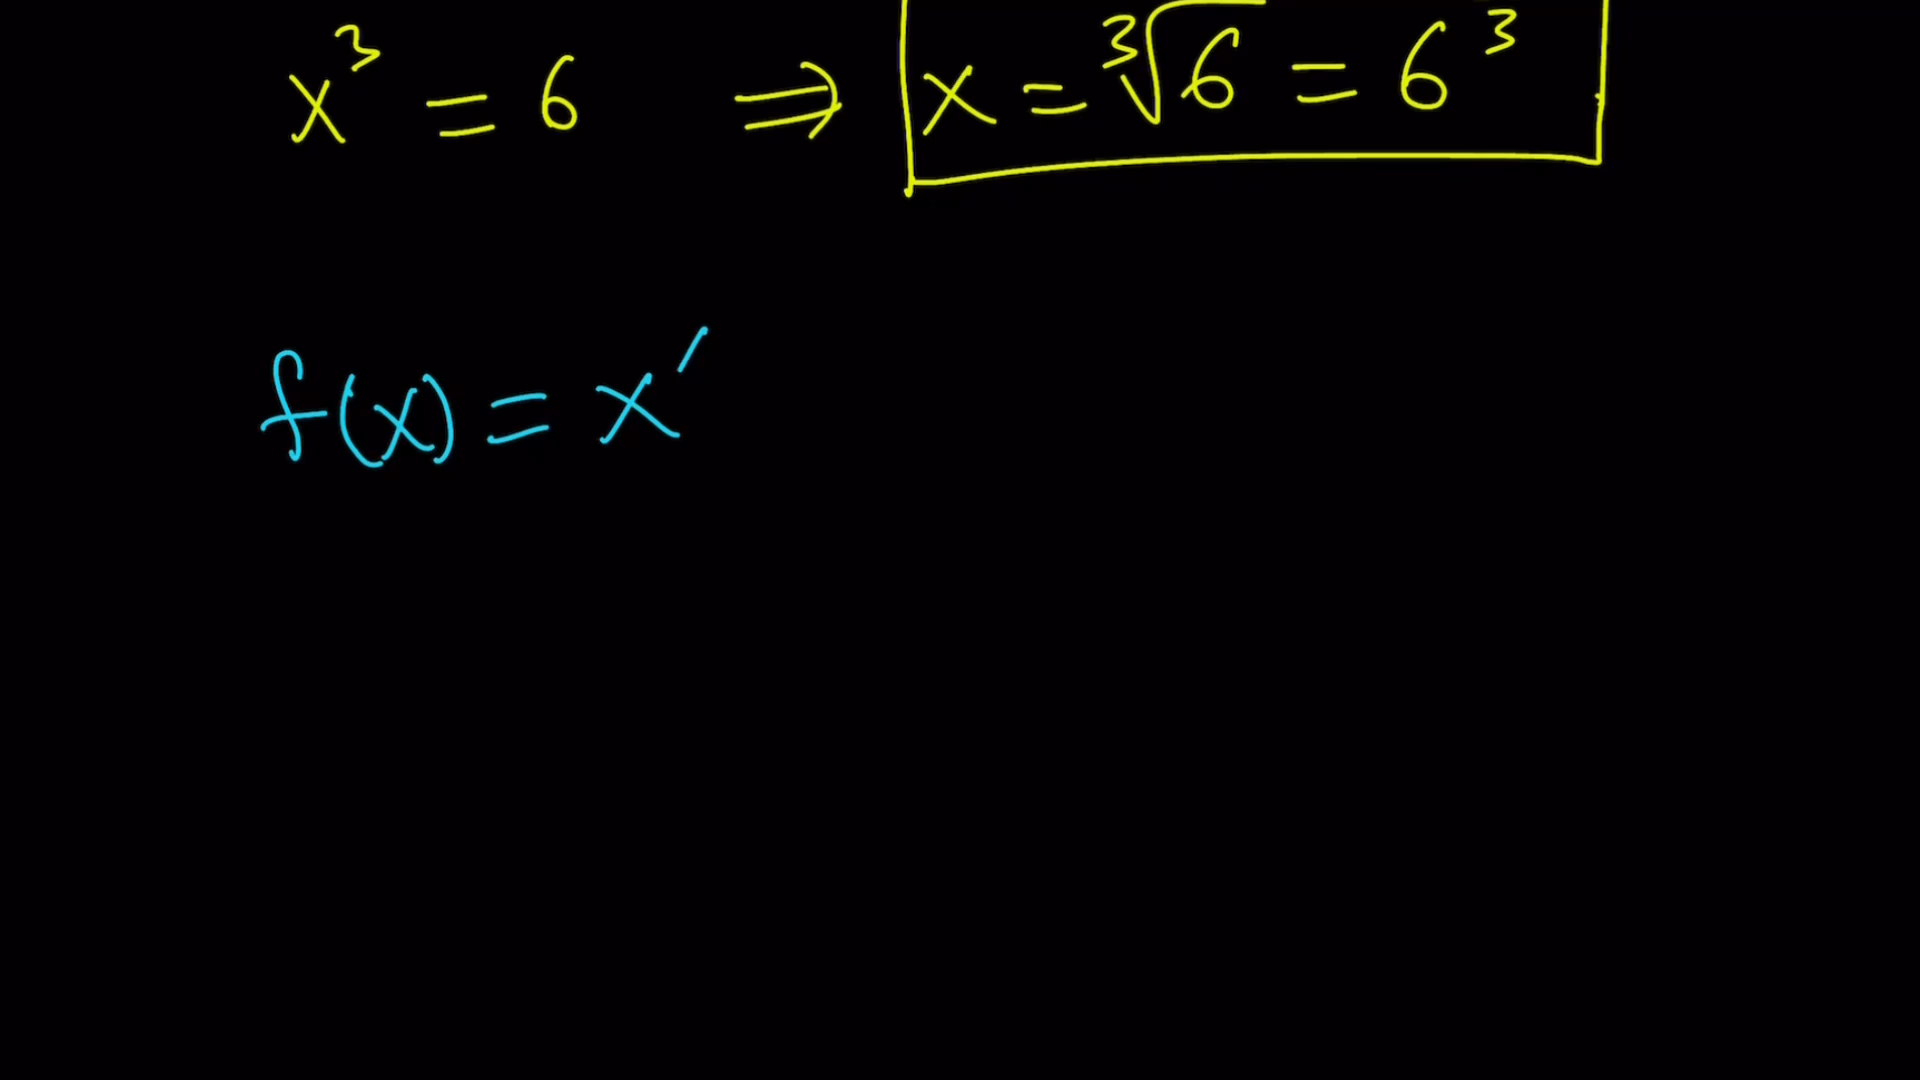 x³ = 6 ⇒ x = ∛6 = 6³
f(x) = x′